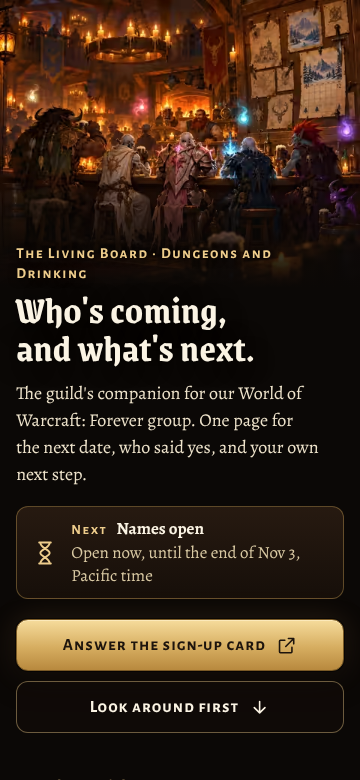 The Living Board · Dungeons and
Drinking
Who's coming,
and what's next.
The guild's companion for our World of
Warcraft: Forever group. One page for
the next date, who said yes, and your own
next step.
Next Names open
Open now, until the end of Nov 3,
Pacific time
Answer the sign-up card
Look around first